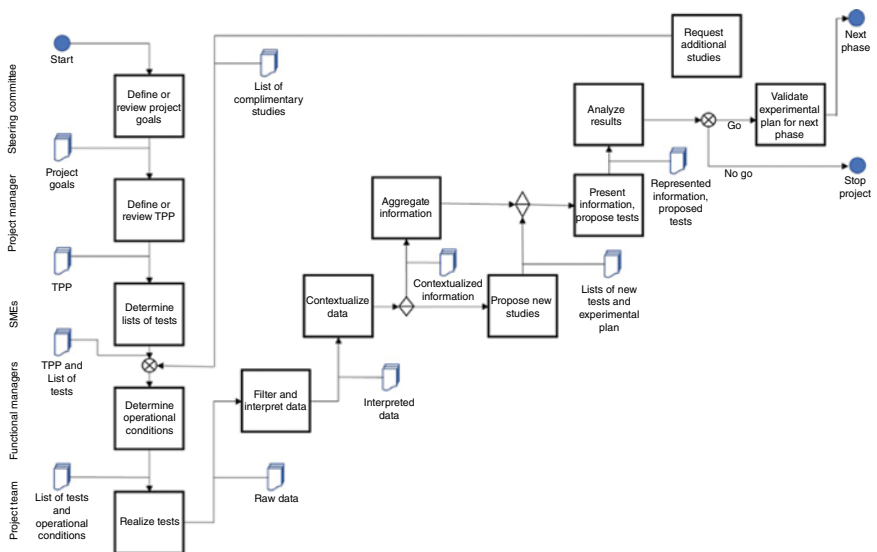 Start
Steering committee
Define or
review project
goals
Project
goals
Project manager
Define or
review TPP
TPP
SMEs
Determine
lists of tests
TPP and
List of
tests
Functional managers
Determine
operational
conditions
List of tests
and
operational
conditions
Project team
Realize tests
Raw data
Filter and
interpret data
Interpreted
data
Contextualize
data
Contextualized
information
Aggregate
information
Propose new
studies
Lists of new
tests and
experimental
plan
Present
information,
propose tests
Represented
information,
proposed
tests
Analyze
results
Go
No go
Validate
experimental
plan for next
phase
Next
phase
Stop
project
Request
additional
studies
List of
complimentary
studies